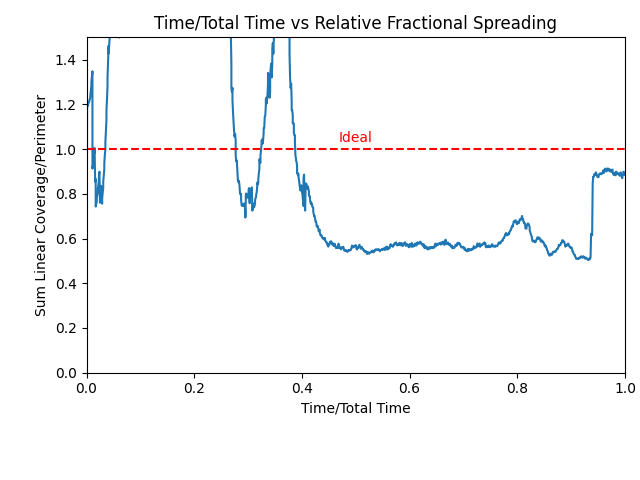 Time/Total Time vs Relative Fractional Spreading
Sum Linear Coverage/Perimeter
1.4
1.2
1.0
0.8
0.6
0.4
0.2
0.0
Ideal
0.0 0.2 0.4 0.6 0.8 1.0
Time/Total Time